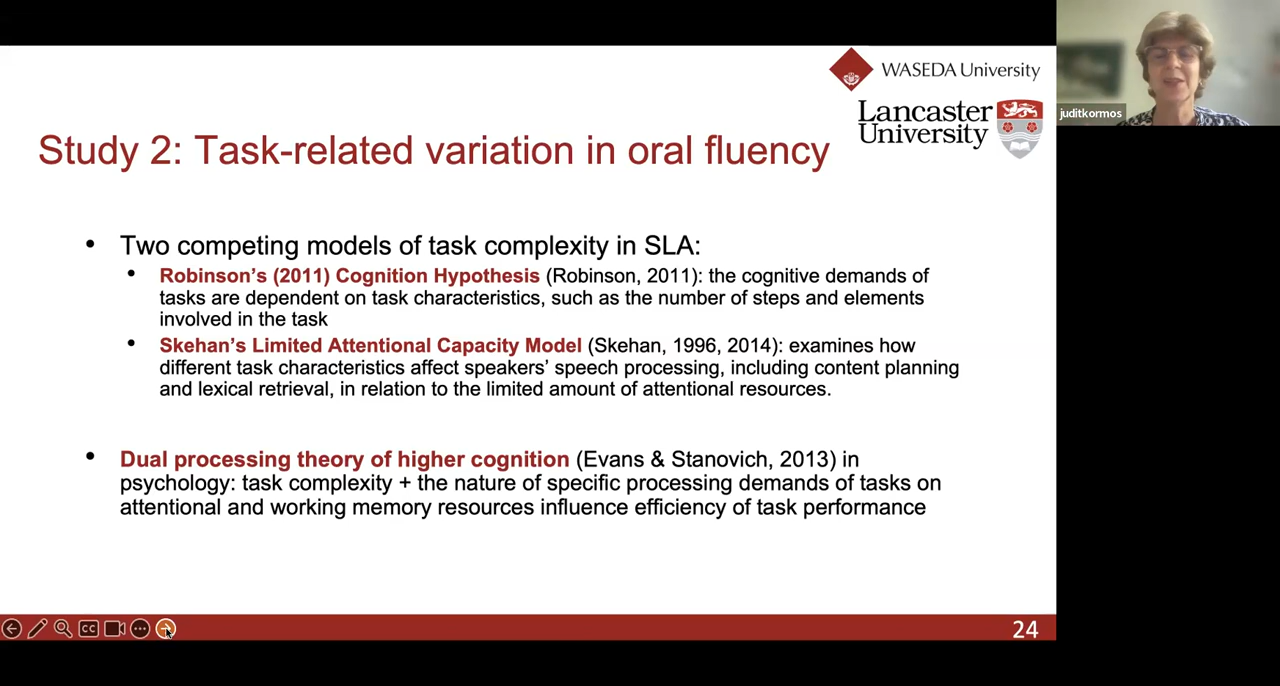 WASEDA University
Lancaster
University
juditkormos
Study 2: Task-related variation in oral fluency
• Two competing models of task complexity in SLA:
• Robinson's (2011) Cognition Hypothesis (Robinson, 2011): the cognitive demands of
tasks are dependent on task characteristics, such as the number of steps and elements
involved in the task
• Skehan's Limited Attentional Capacity Model (Skehan, 1996, 2014): examines how
different task characteristics affect speakers' speech processing, including content planning
and lexical retrieval, in relation to the limited amount of attentional resources.
• Dual processing theory of higher cognition (Evans & Stanovich, 2013) in
psychology: task complexity + the nature of specific processing demands of tasks on
attentional and working memory resources influence efficiency of task performance
CC
24